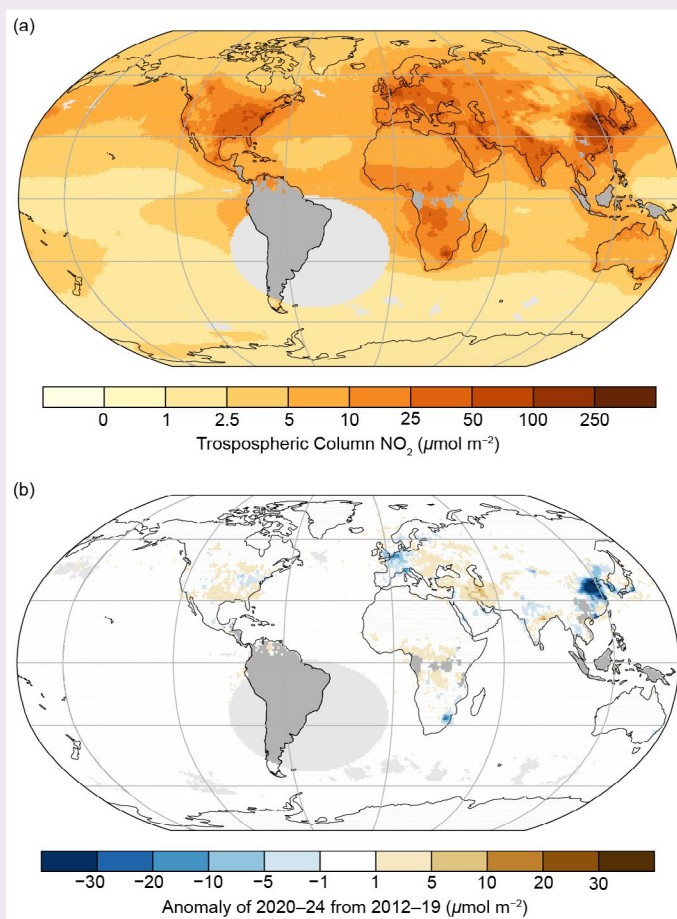 (a)
0 1 2.5 5 10 25 50 100 250
Trospospheric Column NO₂ (µmol m⁻²)
(b)
−30 −20 −10 −5 −1 1 5 10 20 30
Anomaly of 2020–24 from 2012–19 (µmol m⁻²)